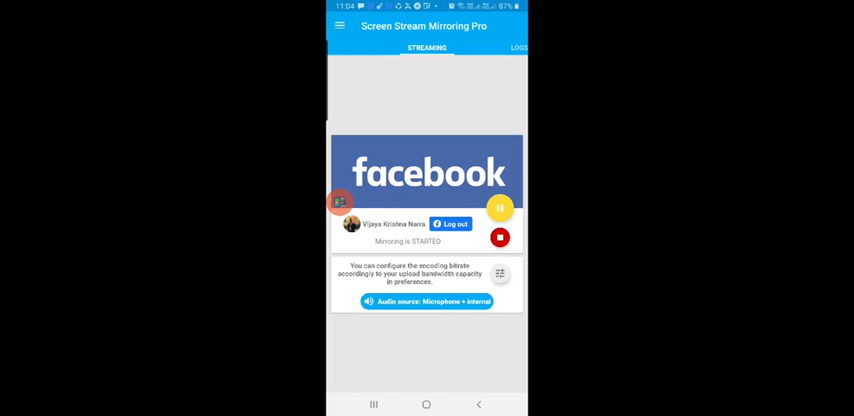 11:04
87%
Screen Stream Mirroring Pro
STREAMING
LOGS
facebook
Vijaya Krishna Narra
Log out
Mirroring is STARTED
You can configure the encoding bitrate
accordingly to your upload bandwidth capacity
in preferences.
Audio source: Microphone + internal